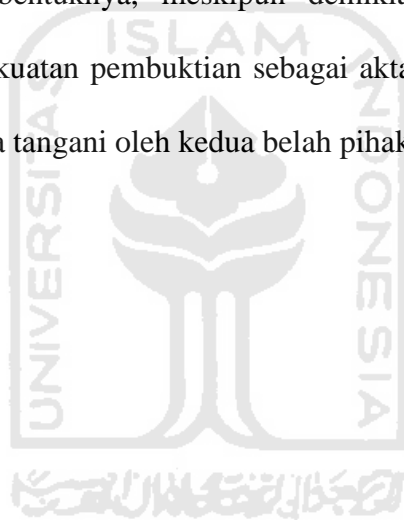 bentuknya, meskipun demikia
kuatan pembuktian sebagai akta
a tangani oleh kedua belah pihak
ISLAM
UNIVERSITAS
INDONESIA